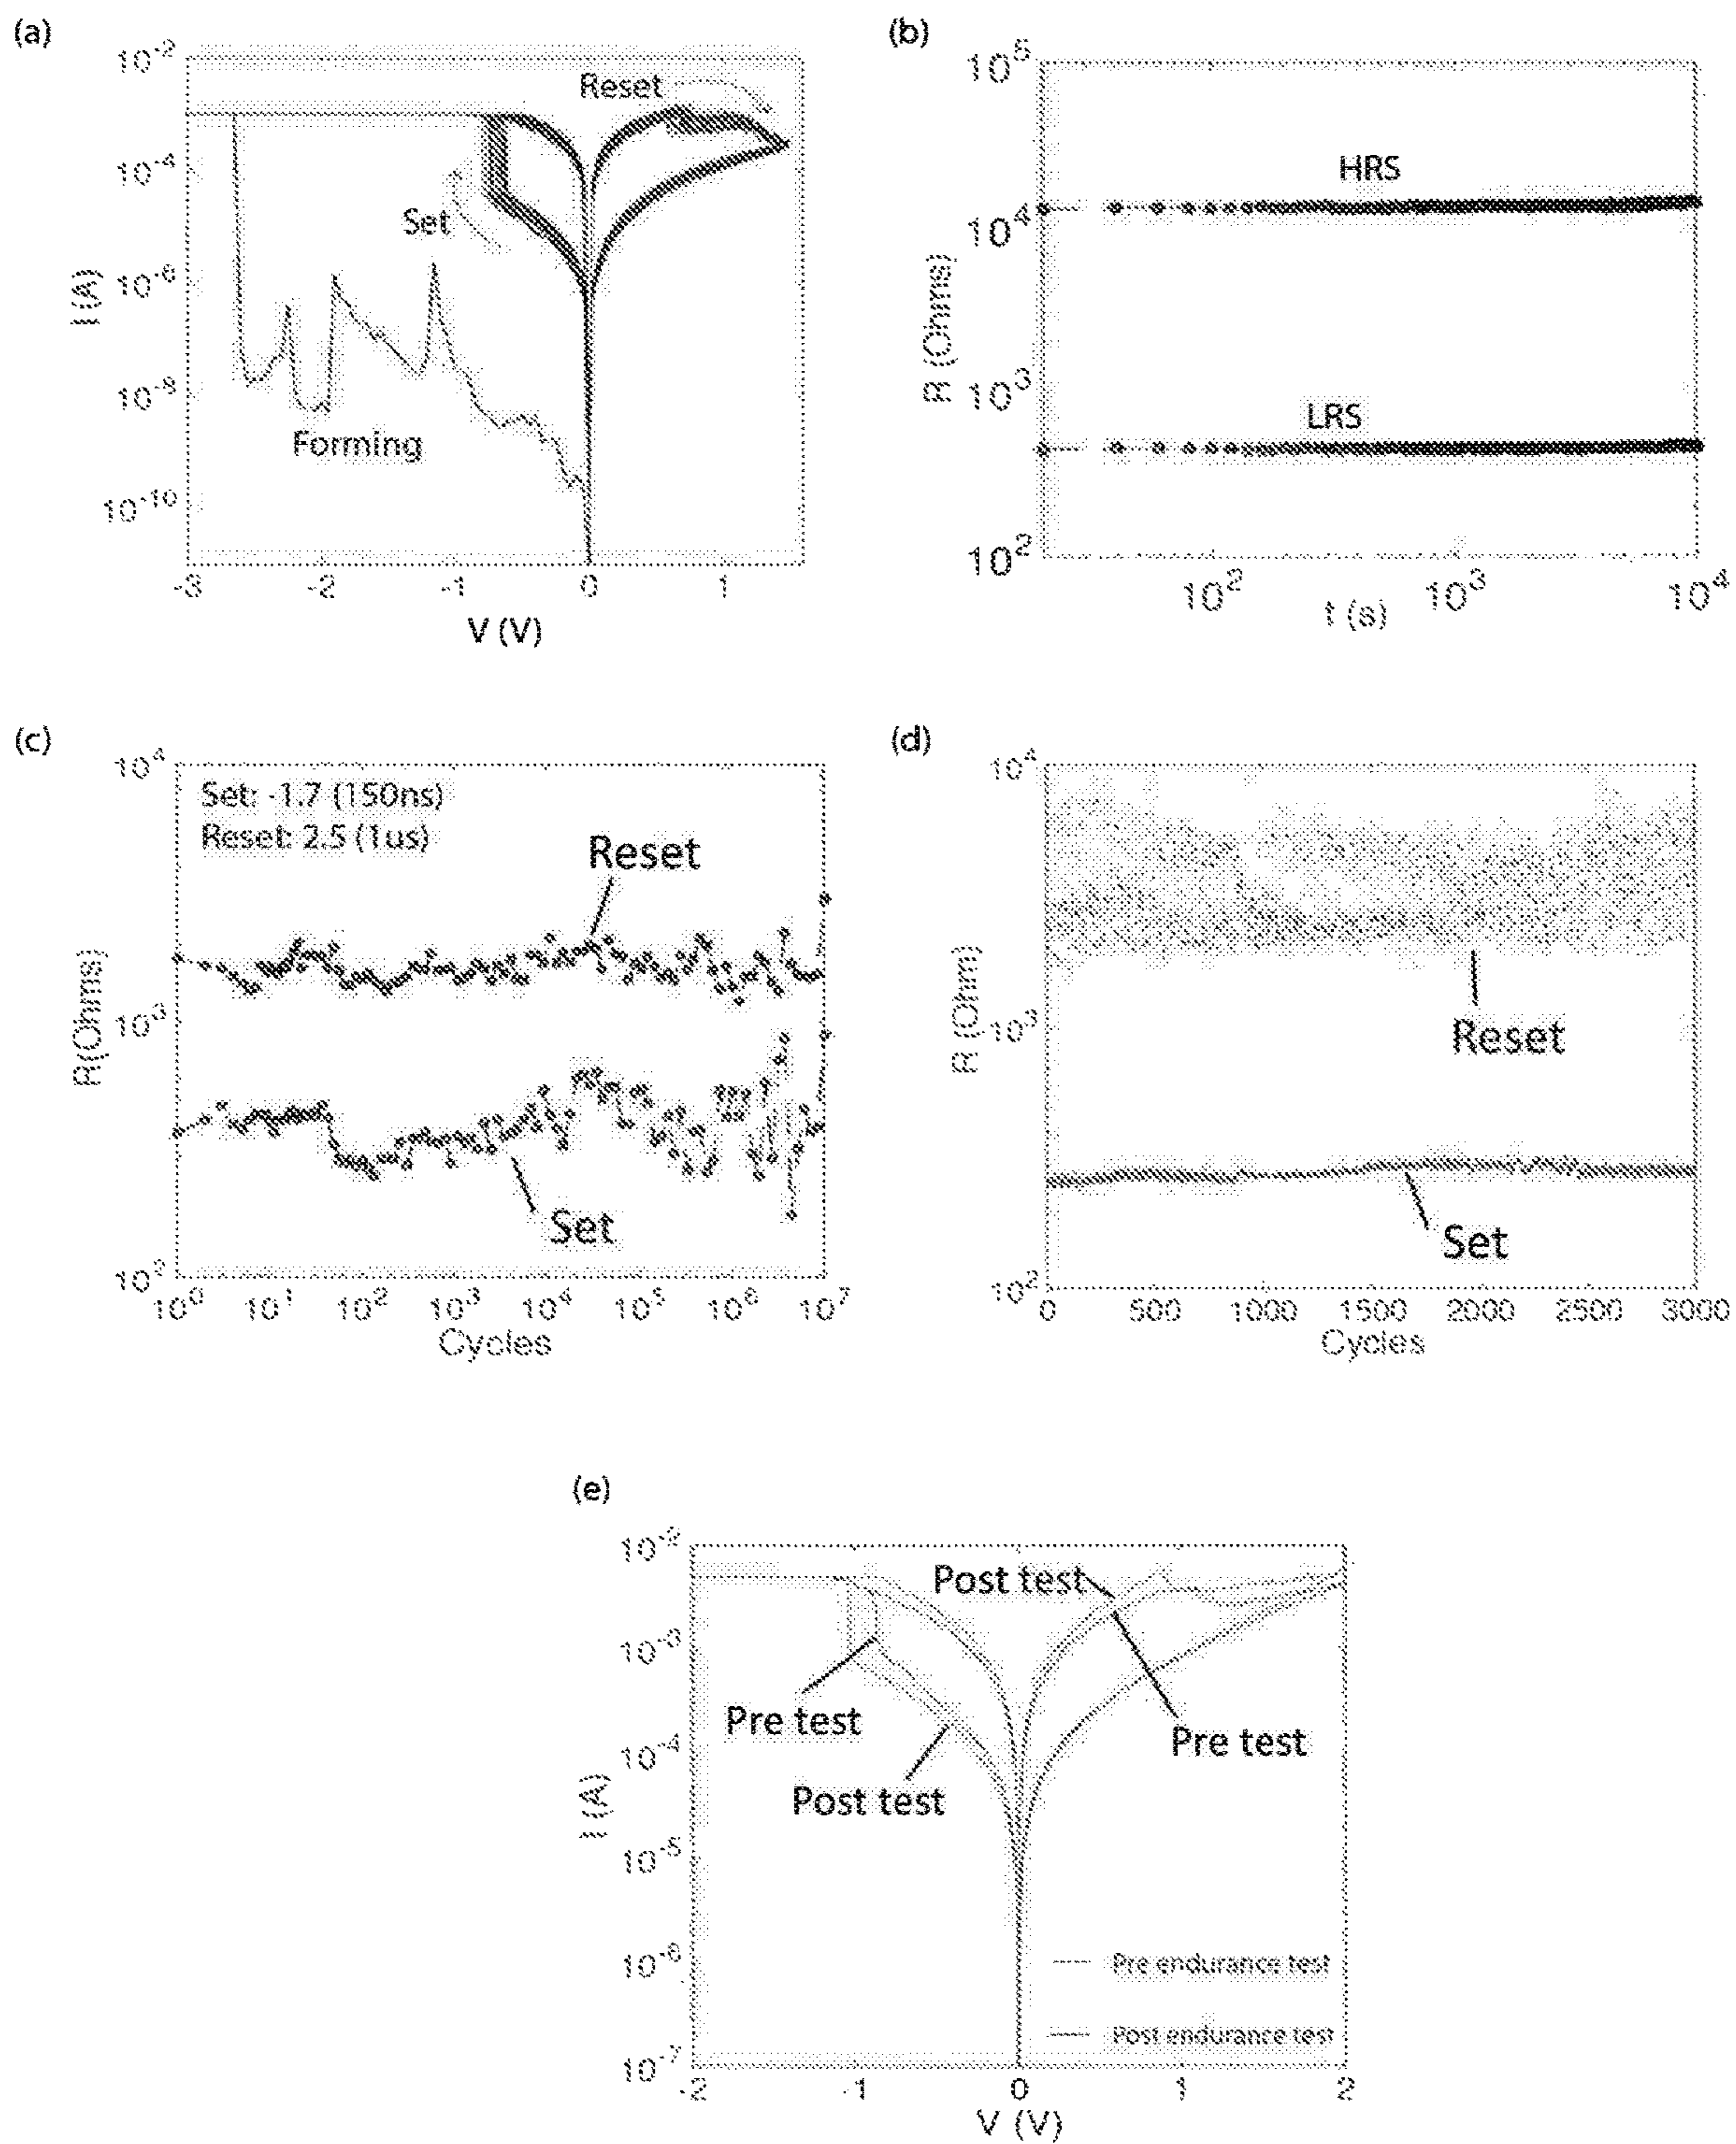 (a)
10⁻²
10⁻⁴
10⁻⁶
10⁻⁸
10⁻¹⁰
I (A)
Reset
Set
Forming
-3 -2 -1 0 1
V (V)
(b)
10⁵
10⁴
10³
10²
R (Ohms)
HRS
LRS
10² 10³ 10⁴
t (s)
(c)
10⁴
10³
10²
R(Ohms)
Set: -1.7 (150ns)
Reset: 2.5 (1us)
Reset
Set
10⁰ 10¹ 10² 10³ 10⁴ 10⁵ 10⁶ 10⁷
Cycles
(d)
10⁴
10³
10²
R (Ohm)
Reset
Set
0 500 1000 1500 2000 2500 3000
Cycles
(e)
10⁻²
10⁻³
10⁻⁴
10⁻⁵
10⁻⁶
10⁻⁷
I (A)
Post test
Pre test
Pre test
Post test
Pre endurance test
Post endurance test
-2 -1 0 1 2
V (V)